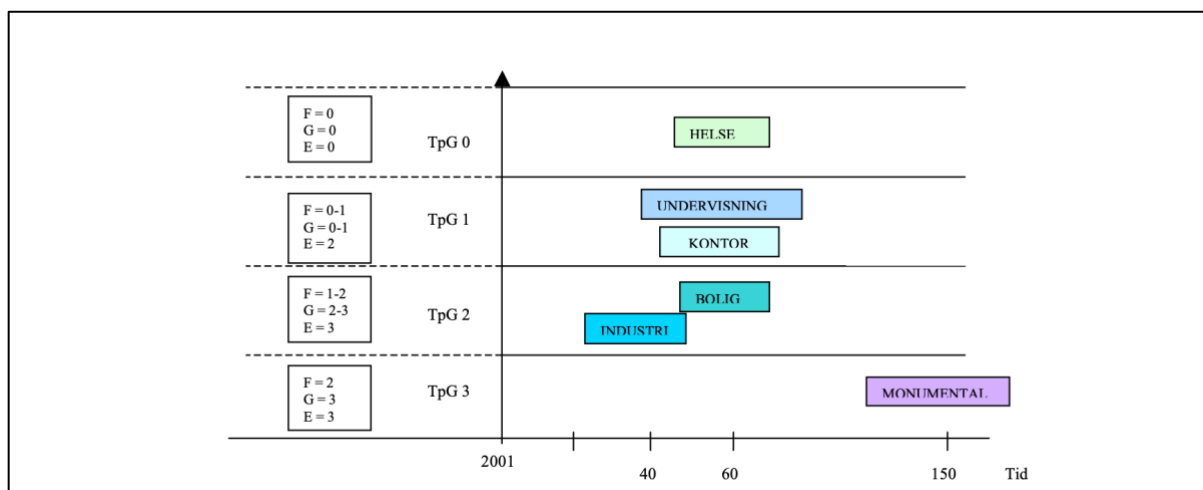 F = 0
G = 0
E = 0
TpG 0
HELSE
F = 0-1
G = 0-1
E = 2
TpG 1
UNDERVISNING
KONTOR
F = 1-2
G = 2-3
E = 3
TpG 2
BOLIG
INDUSTRI
F = 2
G = 3
E = 3
TpG 3
MONUMENTAL
2001
40
60
150
Tid